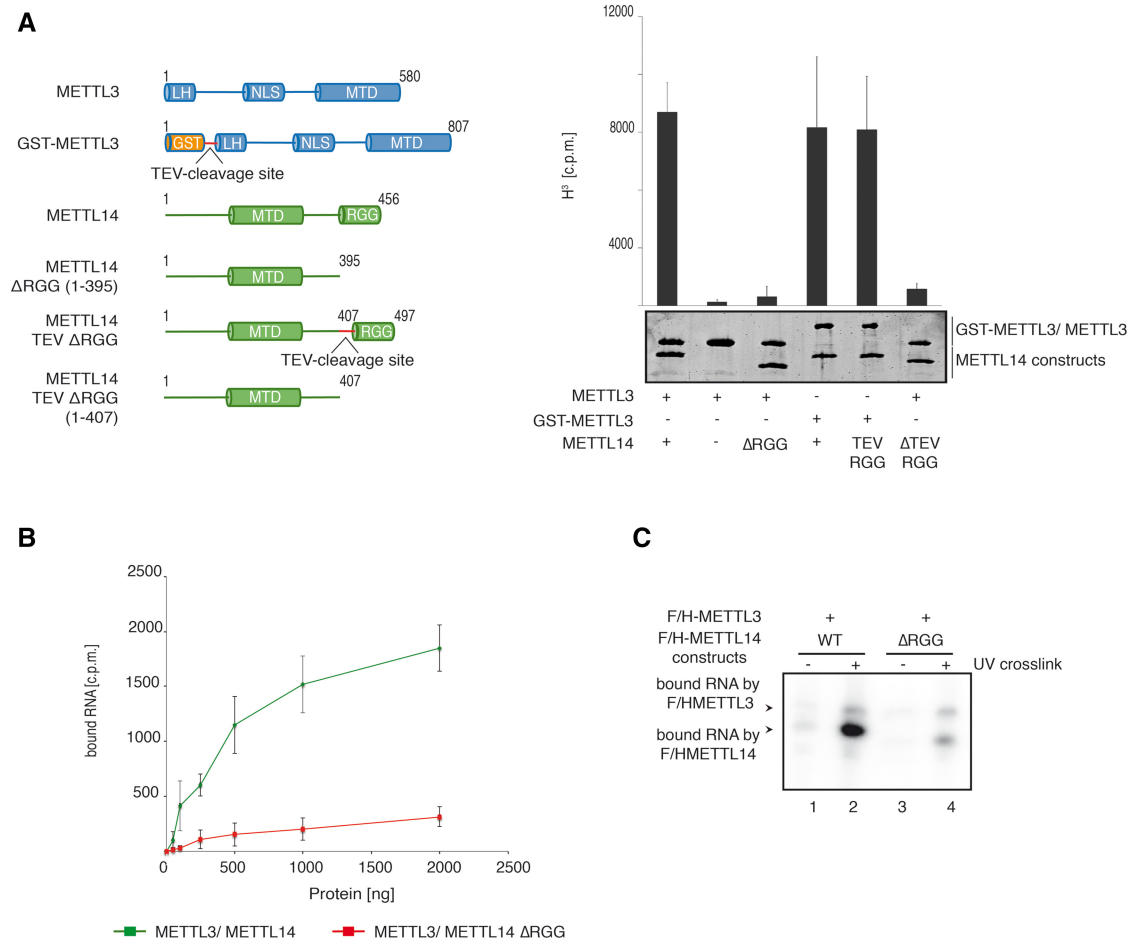 A
METTL3
1
580
LH
NLS
MTD
GST-METTL3
1
807
GST
LH
NLS
MTD
TEV-cleavage site
METTL14
1
456
MTD
RGG
METTL14
ΔRGG (1-395)
1
395
MTD
METTL14
TEV ΔRGG
1
407
497
MTD
RGG
TEV-cleavage site
METTL14
TEV ΔRGG
(1-407)
1
407
MTD
H³ [c.p.m.]
12000
8000
4000
GST-METTL3/ METTL3
METTL14 constructs
METTL3 + + + - - +
GST-METTL3 - - - + + -
METTL14 + - ΔRGG + TEV RGG ΔTEV RGG
B
bound RNA [c.p.m.]
2500
2000
1500
1000
500
0 500 1000 1500 2000 2500
Protein [ng]
METTL3/ METTL14
METTL3/ METTL14 ΔRGG
C
F/H-METTL3 + +
F/H-METTL14
constructs
WT ΔRGG
- + - + UV crosslink
bound RNA by
F/HMETTL3
bound RNA by
F/HMETTL14
1 2 3 4